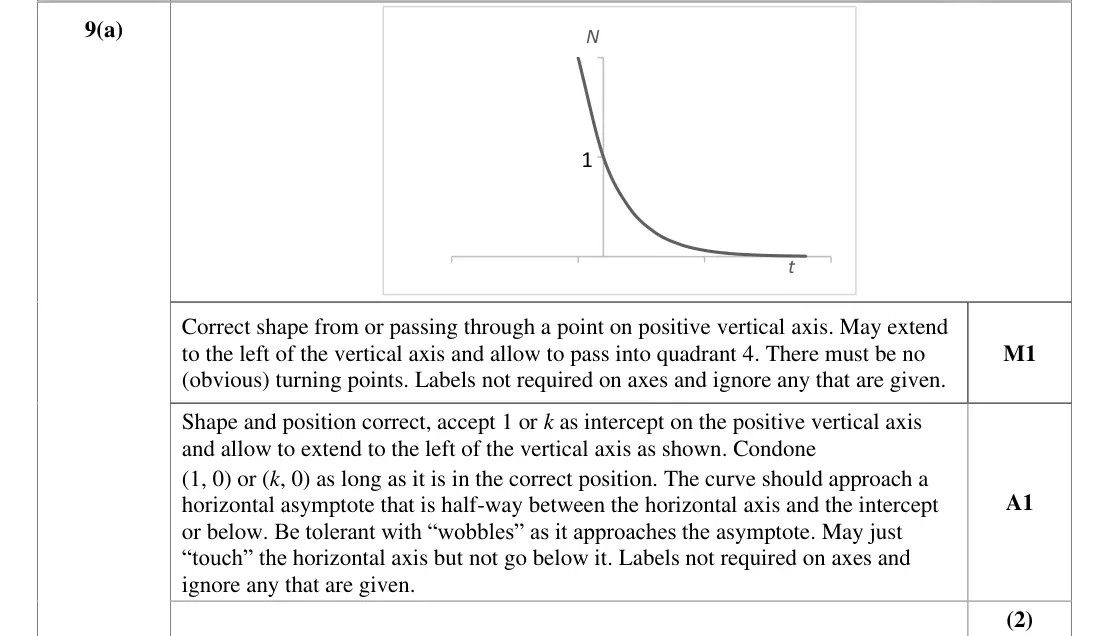 9(a)
N
1
t
Correct shape from or passing through a point on positive vertical axis. May extend
to the left of the vertical axis and allow to pass into quadrant 4. There must be no
(obvious) turning points. Labels not required on axes and ignore any that are given.
M1
Shape and position correct, accept 1 or k as intercept on the positive vertical axis
and allow to extend to the left of the vertical axis as shown. Condone
(1, 0) or (k, 0) as long as it is in the correct position. The curve should approach a
horizontal asymptote that is half-way between the horizontal axis and the intercept
or below. Be tolerant with “wobbles” as it approaches the asymptote. May just
“touch” the horizontal axis but not go below it. Labels not required on axes and
ignore any that are given.
A1
(2)